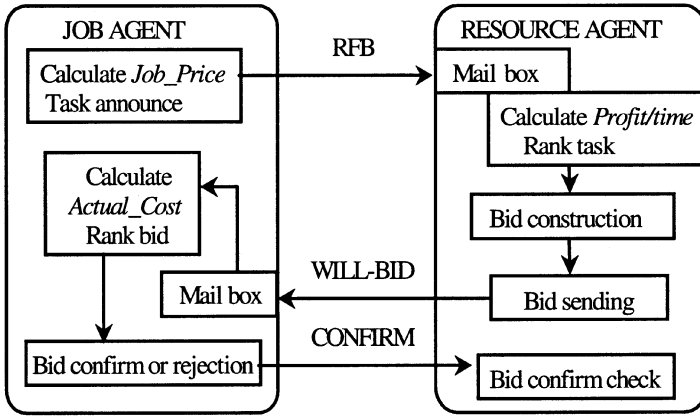 JOB AGENT
Calculate Job_Price
Task announce
Calculate
Actual_Cost
Rank bid
Mail box
Bid confirm or rejection
RFB
WILL-BID
CONFIRM
RESOURCE AGENT
Mail box
Calculate Profit/time
Rank task
Bid construction
Bid sending
Bid confirm check